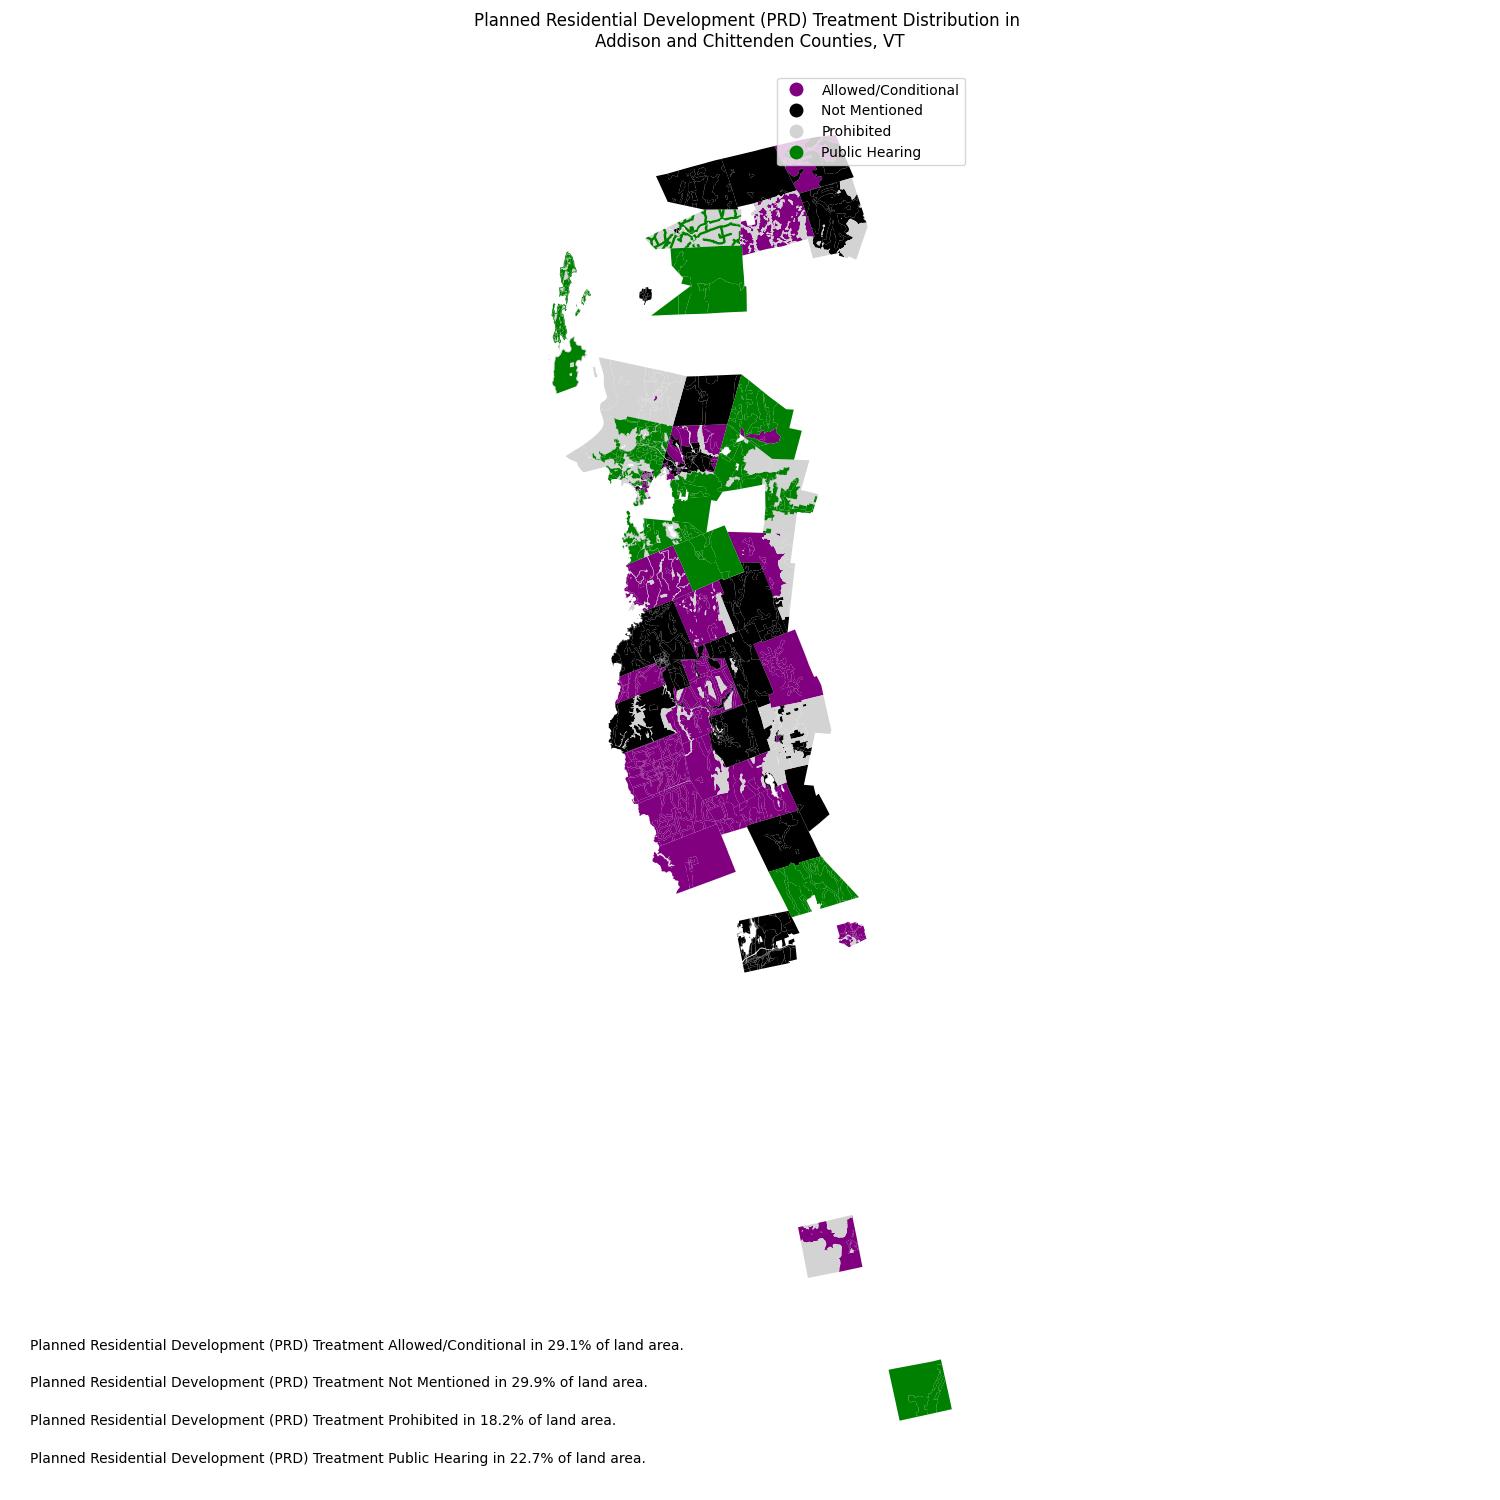 Planned Residential Development (PRD) Treatment Distribution in
Addison and Chittenden Counties, VT
Allowed/Conditional
Not Mentioned
Prohibited
Public Hearing
Planned Residential Development (PRD) Treatment Allowed/Conditional in 29.1% of land area.
Planned Residential Development (PRD) Treatment Not Mentioned in 29.9% of land area.
Planned Residential Development (PRD) Treatment Prohibited in 18.2% of land area.
Planned Residential Development (PRD) Treatment Public Hearing in 22.7% of land area.